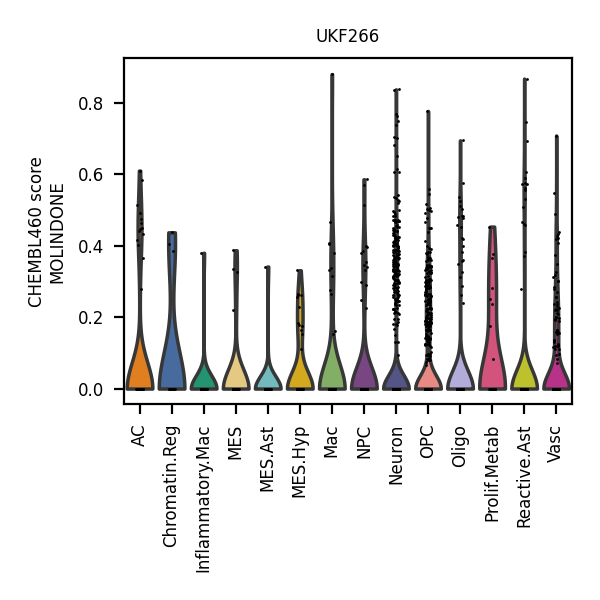 UKF266
CHEMBL460 score
MOLINDONE
0.8
0.6
0.4
0.2
0.0
AC
Chromatin.Reg
Inflammatory.Mac
MES
MES.Ast
MES.Hyp
Mac
NPC
Neuron
OPC
Oligo
Prolif.Metab
Reactive.Ast
Vasc